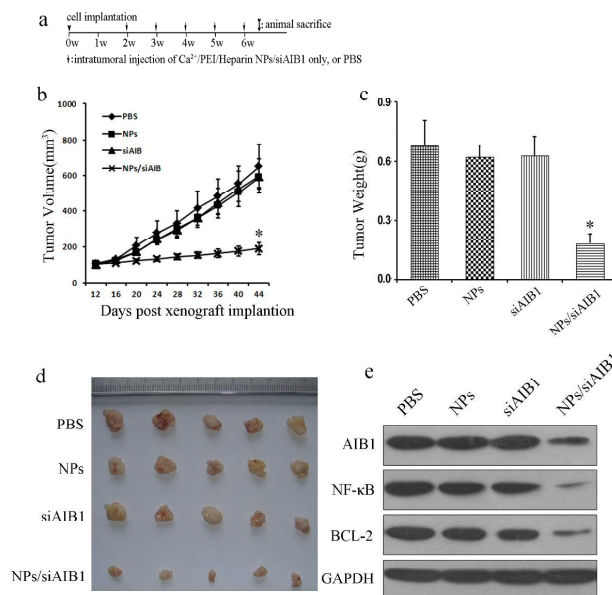 a
cell implantation
animal sacrifice
0w 1w 2w 3w 4w 5w 6w
:intratumoral injection of Ca²⁺/PEI/Heparin NPs/siAIB1 only, or PBS
b
Tumor Volume(mm³)
1000
800
600
400
200
0
PBS
NPs
siAIB
NPs/siAIB
*
12 16 20 24 28 32 36 40 44
Days post xenograft implantion
c
Tumor Weight(g)
0.9
0.6
0.3
0
*
PBS NPs siAIB1 NPs/siAIB1
d
PBS
NPs
siAIB1
NPs/siAIB1
e
PBS NPs siAIB1 NPs/siAIB1
AIB1
NF-κB
BCL-2
GAPDH